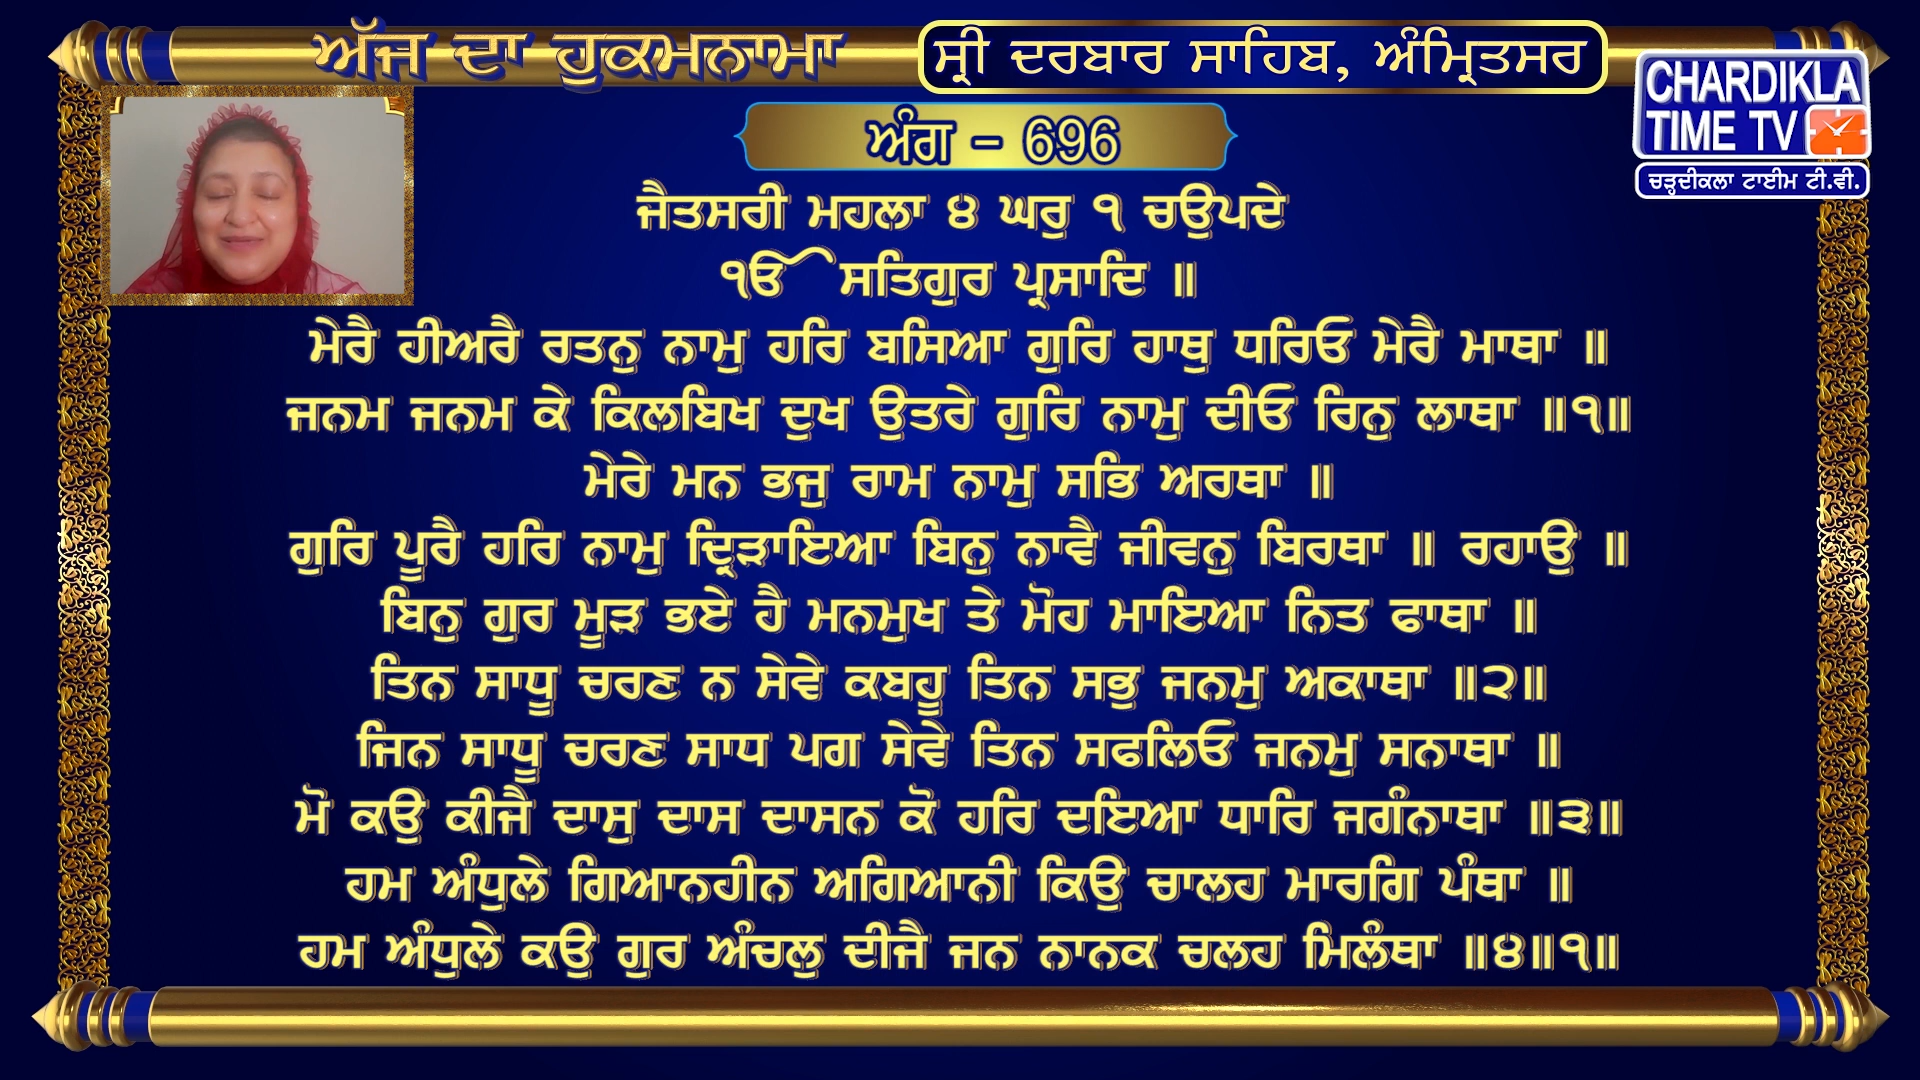 ਅੱਜ ਦਾ ਹੁਕਮਨਾਮਾ
ਸ੍ਰੀ ਦਰਬਾਰ ਸਾਹਿਬ, ਅੰਮ੍ਰਿਤਸਰ
CHARDIKLA
TIME TV
ਚੜ੍ਹਦੀਕਲਾ ਟਾਈਮ ਟੀ.ਵੀ.
ਅੰਗ - 696
ਜੈਤਸਰੀ ਮਹਲਾ ੪ ਘਰੁ ੧ ਚਉਪਦੇ
ੴ ਸਤਿਗੁਰ ਪ੍ਰਸਾਦਿ ॥
ਮੇਰੈ ਹੀਅਰੈ ਰਤਨੁ ਨਾਮੁ ਹਰਿ ਬਸਿਆ ਗੁਰਿ ਹਾਥੁ ਧਰਿਓ ਮੇਰੈ ਮਾਥਾ ॥
ਜਨਮ ਜਨਮ ਕੇ ਕਿਲਬਿਖ ਦੁਖ ਉਤਰੇ ਗੁਰਿ ਨਾਮੁ ਦੀਓ ਰਿਨੁ ਲਾਥਾ ॥੧॥
ਮੇਰੇ ਮਨ ਭਜੁ ਰਾਮ ਨਾਮੁ ਸਭਿ ਅਰਥਾ ॥
ਗੁਰਿ ਪੂਰੈ ਹਰਿ ਨਾਮੁ ਦ੍ਰਿੜਾਇਆ ਬਿਨੁ ਨਾਵੈ ਜੀਵਨੁ ਬਿਰਥਾ ॥ ਰਹਾਉ ॥
ਬਿਨੁ ਗੁਰ ਮੂੜ ਭਏ ਹੈ ਮਨਮੁਖ ਤੇ ਮੋਹ ਮਾਇਆ ਨਿਤ ਫਾਥਾ ॥
ਤਿਨ ਸਾਧੂ ਚਰਣ ਨ ਸੇਵੇ ਕਬਹੂ ਤਿਨ ਸਭੁ ਜਨਮੁ ਅਕਾਥਾ ॥੨॥
ਜਿਨ ਸਾਧੂ ਚਰਣ ਸਾਧ ਪਗ ਸੇਵੇ ਤਿਨ ਸਫਲਿਓ ਜਨਮੁ ਸਨਾਥਾ ॥
ਮੋ ਕਉ ਕੀਜੈ ਦਾਸੁ ਦਾਸ ਦਾਸਨ ਕੋ ਹਰਿ ਦਇਆ ਧਾਰਿ ਜਗੰਨਾਥਾ ॥੩॥
ਹਮ ਅੰਧੁਲੇ ਗਿਆਨਹੀਨ ਅਗਿਆਨੀ ਕਿਉ ਚਾਲਹ ਮਾਰਗਿ ਪੰਥਾ ॥
ਹਮ ਅੰਧੁਲੇ ਕਉ ਗੁਰ ਅੰਚਲੁ ਦੀਜੈ ਜਨ ਨਾਨਕ ਚਲਹ ਮਿਲੰਥਾ ॥੪॥੧॥